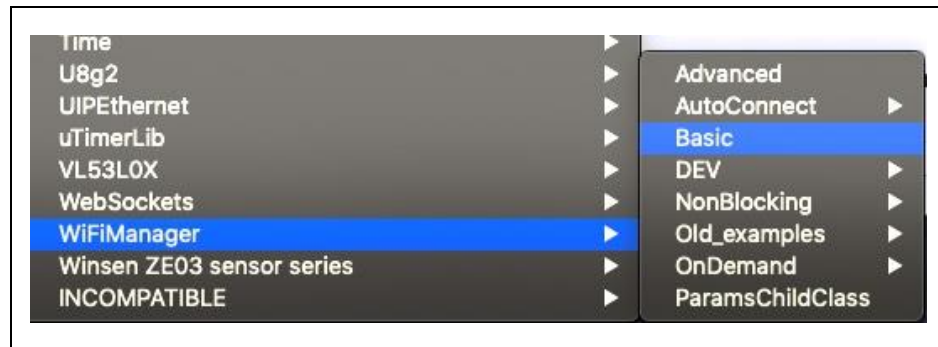 Time
U8g2
UIPEthernet
uTimerLib
VL53L0X
WebSockets
WiFiManager
Winsen ZE03 sensor series
INCOMPATIBLE
Advanced
AutoConnect
Basic
DEV
NonBlocking
Old_examples
OnDemand
ParamsChildClass